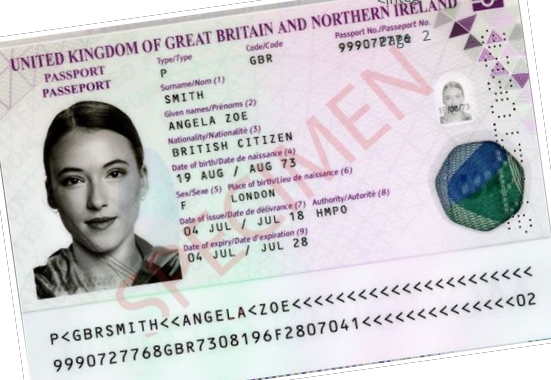 UNITED KINGDOM OF GREAT BRITAIN AND NORTHERN IRELAND
PASSPORT
PASSEPORT
Type/Type
Code/Code
Passport No./Passeport No.
P
GBR
Page 2
Surname/Nom (1)
SMITH
Given names/Prénoms (2)
ANGELA ZOE
Nationality/Nationalité (3)
BRITISH CITIZEN
Date of birth/Date de naissance (4)
19 AUG / AUG 73
Sex/Sexe (5) Place of birth/Lieu de naissance (6)
F LONDON
Date of issue/Date de délivrance (7) Authority/Autorité (8)
04 JUL / JUL 18 HMPO
Date of expiry/Date d'expiration (9)
04 JUL / JUL 28
SPECIMEN
P<GBRSMITH<<ANGELA<ZOE<<<<<<<<<<<<<<<<<<<<<<
9990727768GBR7308196F2807041<<<<<<<<<<<<<<02